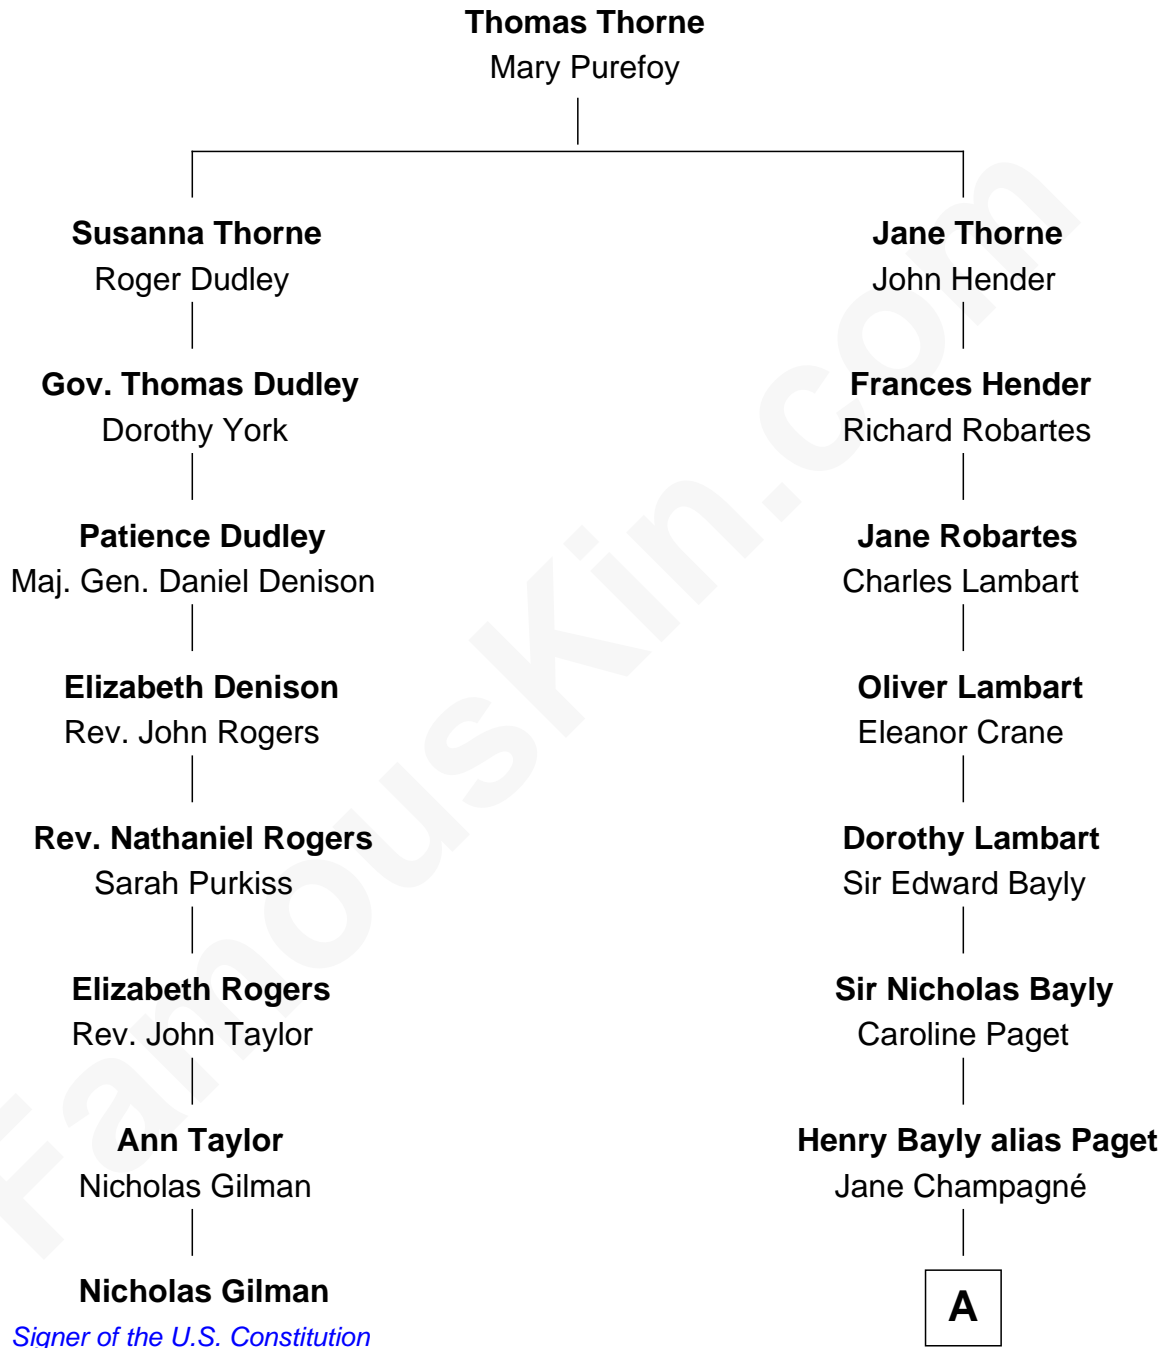 Thomas Thorne
Mary Purefoy
Susanna Thorne
Roger Dudley
Jane Thorne
John Hender
Gov. Thomas Dudley
Dorothy York
Frances Hender
Richard Robartes
Patience Dudley
Maj. Gen. Daniel Denison
Jane Robartes
Charles Lambart
Elizabeth Denison
Rev. John Rogers
Oliver Lambart
Eleanor Crane
Rev. Nathaniel Rogers
Sarah Purkiss
Dorothy Lambart
Sir Edward Bayly
Elizabeth Rogers
Rev. John Taylor
Sir Nicholas Bayly
Caroline Paget
Ann Taylor
Nicholas Gilman
Henry Bayly alias Paget
Jane Champagné
Nicholas Gilman
Signer of the U.S. Constitution
A
FamousKin.com